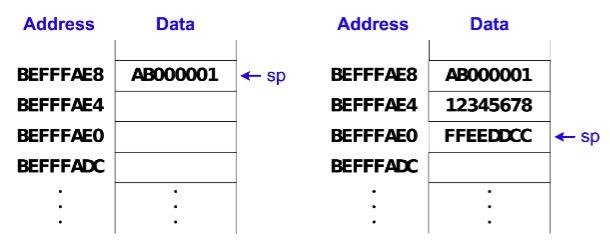 Address Data
BEFFFAE8 AB000001 ← sp
BEFFFAE4
BEFFFAE0
BEFFFADC
Address Data
BEFFFAE8 AB000001
BEFFFAE4 12345678
BEFFFAE0 FFEEDDCC ← sp
BEFFFADC